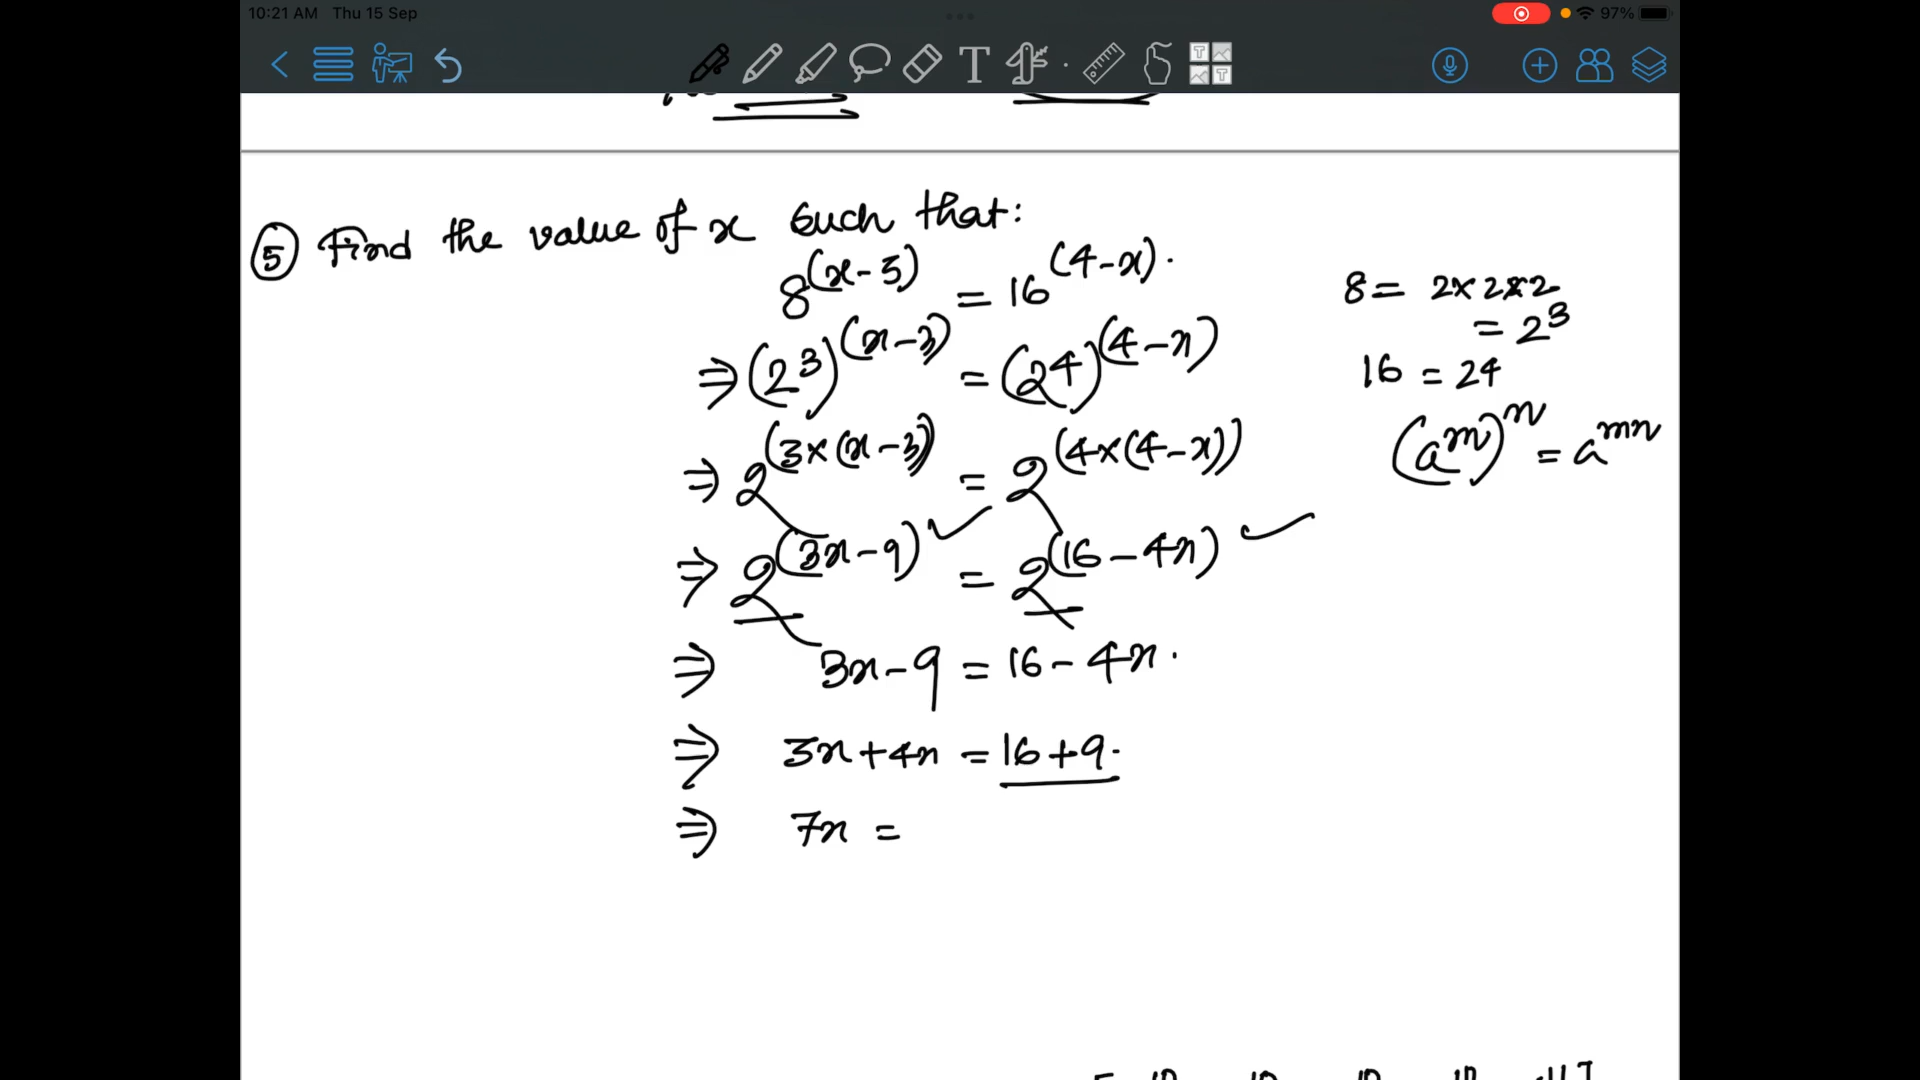 10:21 AM Thu 15 Sep
97%
⑤ Find the value of x such that:
8^(x-3) = 16^(4-x).
⇒ (2^3)^(x-3) = (2^4)^(4-x)
⇒ 2^(3×(x-3)) = 2^(4×(4-x))
⇒ 2^(3x-9) ✓ = 2^(16-4x) ✓
⇒ 3x-9 = 16-4x.
⇒ 3x+4x = 16+9.
⇒ 7x =
8 = 2×2×2
= 2^3
16 = 2^4
(a^m)^n = a^mn